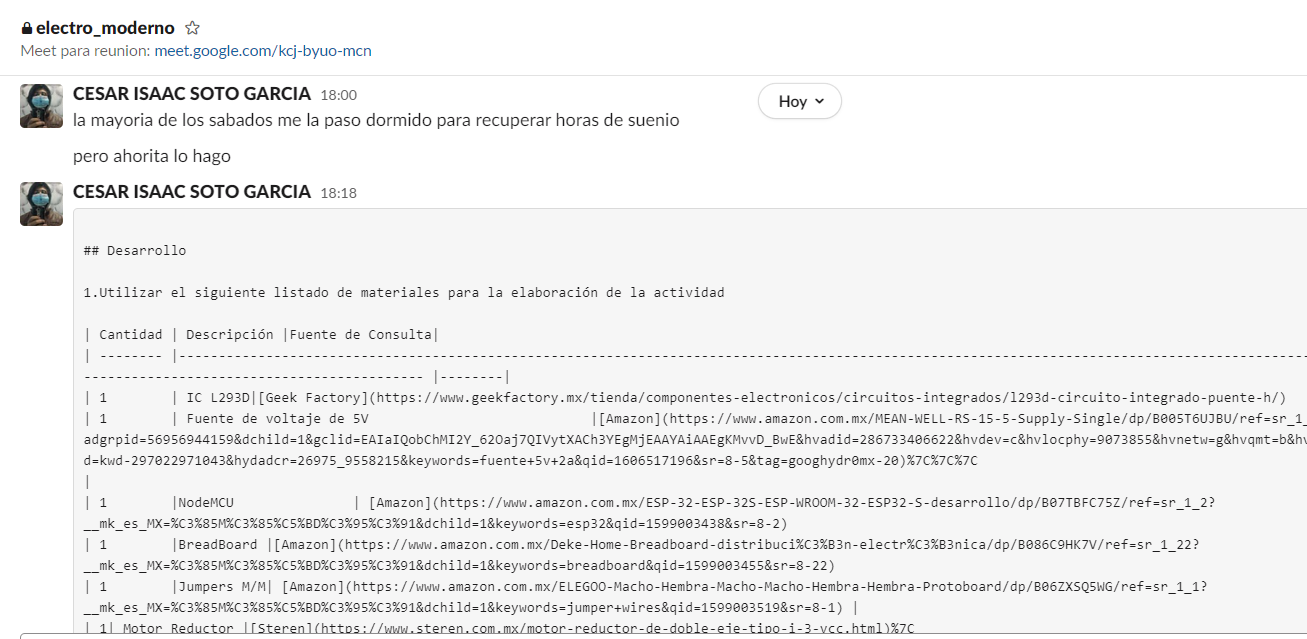 electro_moderno
Meet para reunion: meet.google.com/kcj-byuo-mcn
CESAR ISAAC SOTO GARCIA 18:00
Hoy
la mayoria de los sabados me la paso dormido para recuperar horas de suenio
pero ahorita lo hago
CESAR ISAAC SOTO GARCIA 18:18
## Desarrollo
1.Utilizar el siguiente listado de materiales para la elaboración de la actividad
| Cantidad | Descripción |Fuente de Consulta|
| -------- |---------------------------------------------------------------------------------------------------------------------------------------------
------------------------------------------- |--------|
| 1 | IC L293D|[Geek Factory](https://www.geekfactory.mx/tienda/componentes-electronicos/circuitos-integrados/l293d-circuito-integrado-puente-h/)
| 1 | Fuente de voltaje de 5V |[Amazon](https://www.amazon.com.mx/MEAN-WELL-RS-15-5-Supply-Single/dp/B005T6UJBU/ref=sr_1_
adgrpid=56956944159&dchild=1&gclid=EAIaIQobChMI2Y_62Oaj7QIVytXACh3YEgMjEAAYAiAAEgKMvvD_BwE&hvadid=286733406622&hvdev=c&hvlocphy=9073855&hvnetw=g&hvqmt=b&hv
d=kwd-297022971043&hydadcr=26975_9558215&keywords=fuente+5v+2a&qid=1606517196&sr=8-5&tag=googhydr0mx-20)%7C%7C%7C
|
| 1 |NodeMCU | [Amazon](https://www.amazon.com.mx/ESP-32-ESP-32S-ESP-WROOM-32-ESP32-S-desarrollo/dp/B07TBFC75Z/ref=sr_1_2?
__mk_es_MX=%C3%85M%C3%85%C5%BD%C3%95%C3%91&dchild=1&keywords=esp32&qid=1599003438&sr=8-2)
| 1 |BreadBoard |[Amazon](https://www.amazon.com.mx/Deke-Home-Breadboard-distribuci%C3%B3n-electr%C3%B3nica/dp/B086C9HK7V/ref=sr_1_22?
__mk_es_MX=%C3%85M%C3%85%C5%BD%C3%95%C3%91&dchild=1&keywords=breadboard&qid=1599003455&sr=8-22)
| 1 |Jumpers M/M| [Amazon](https://www.amazon.com.mx/ELEGOO-Macho-Hembra-Macho-Macho-Hembra-Hembra-Protoboard/dp/B06ZXSQ5WG/ref=sr_1_1?
__mk_es_MX=%C3%85M%C3%85%C5%BD%C3%95%C3%91&dchild=1&keywords=jumper+wires&qid=1599003519&sr=8-1) |
| 1| Motor Reductor |[Steren](https://www.steren.com.mx/motor-reductor-de-doble-eje-tipo-i-3-vcc.html)%7C